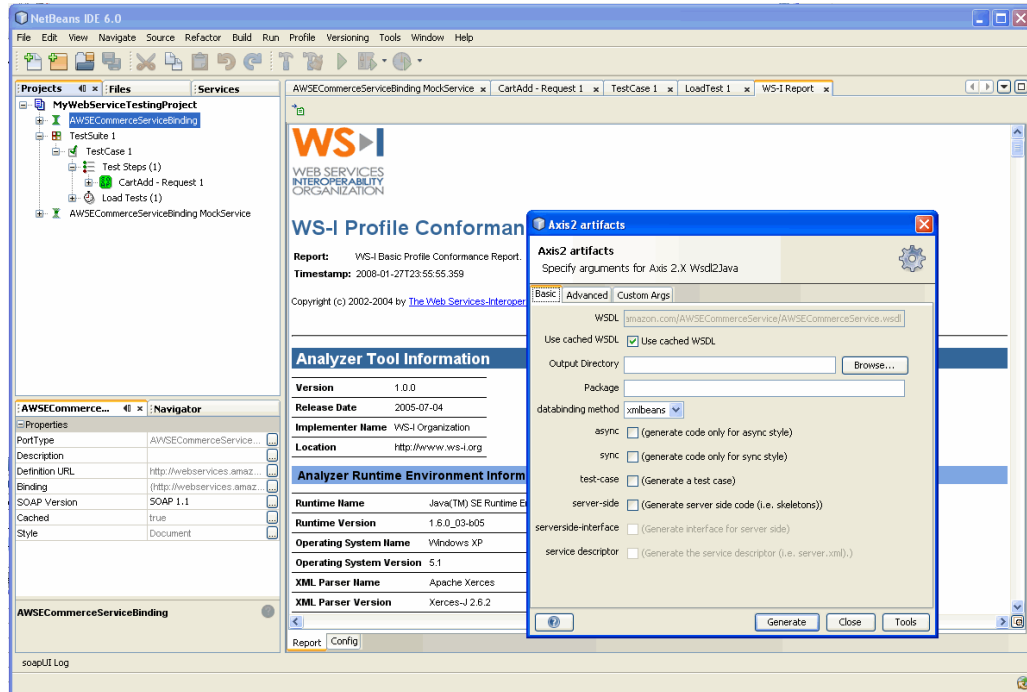 NetBeans IDE 6.0
File Edit View Navigate Source Refactor Build Run Profile Versioning Tools Window Help
Projects Files Services
MyWebServiceTestingProject
AWSECommerceServiceBinding
TestSuite 1
TestCase 1
Test Steps (1)
CartAdd - Request 1
Load Tests (1)
AWSECommerceServiceBinding MockService
AWSECommerce... Navigator
Properties
PortType AWSECommerceService...
Description
Definition URL http://webservices.amaz...
Binding {http://webservices.amaz...
SOAP Version SOAP 1.1
Cached true
Style Document
AWSECommerceServiceBinding
AWSECommerceServiceBinding MockService CartAdd - Request 1 TestCase 1 LoadTest 1 WS-I Report
WS-I
WEB SERVICES
INTEROPERABILITY
ORGANIZATION
WS-I Profile Conforman
Report: WS-I Basic Profile Conformance Report.
Timestamp: 2008-01-27T23:55:55.359
Copyright (c) 2002-2004 by The Web Services-Interoper
Analyzer Tool Information
Version 1.0.0
Release Date 2005-07-04
Implementer Name WS-I Organization
Location http://www.ws-i.org
Analyzer Runtime Environment Inform
Runtime Name Java(TM) SE Runtime E
Runtime Version 1.6.0_03-b05
Operating System Name Windows XP
Operating System Version 5.1
XML Parser Name Apache Xerces
XML Parser Version Xerces-J 2.6.2
Report Config
Axis2 artifacts
Axis2 artifacts
Specify arguments for Axis 2.X Wsdl2Java
Basic Advanced Custom Args
WSDL amazon.com/AWSECommerceService/AWSECommerceService.wsdl
Use cached WSDL Use cached WSDL
Output Directory Browse...
Package
databinding method xmlbeans
async (generate code only for async style)
sync (generate code only for sync style)
test-case (Generate a test case)
server-side (Generate server side code (i.e. skeletons))
serverside-interface (Generate interface for server side)
service descriptor (Generate the service descriptor (i.e. server.xml).)
Generate Close Tools
soapUI Log